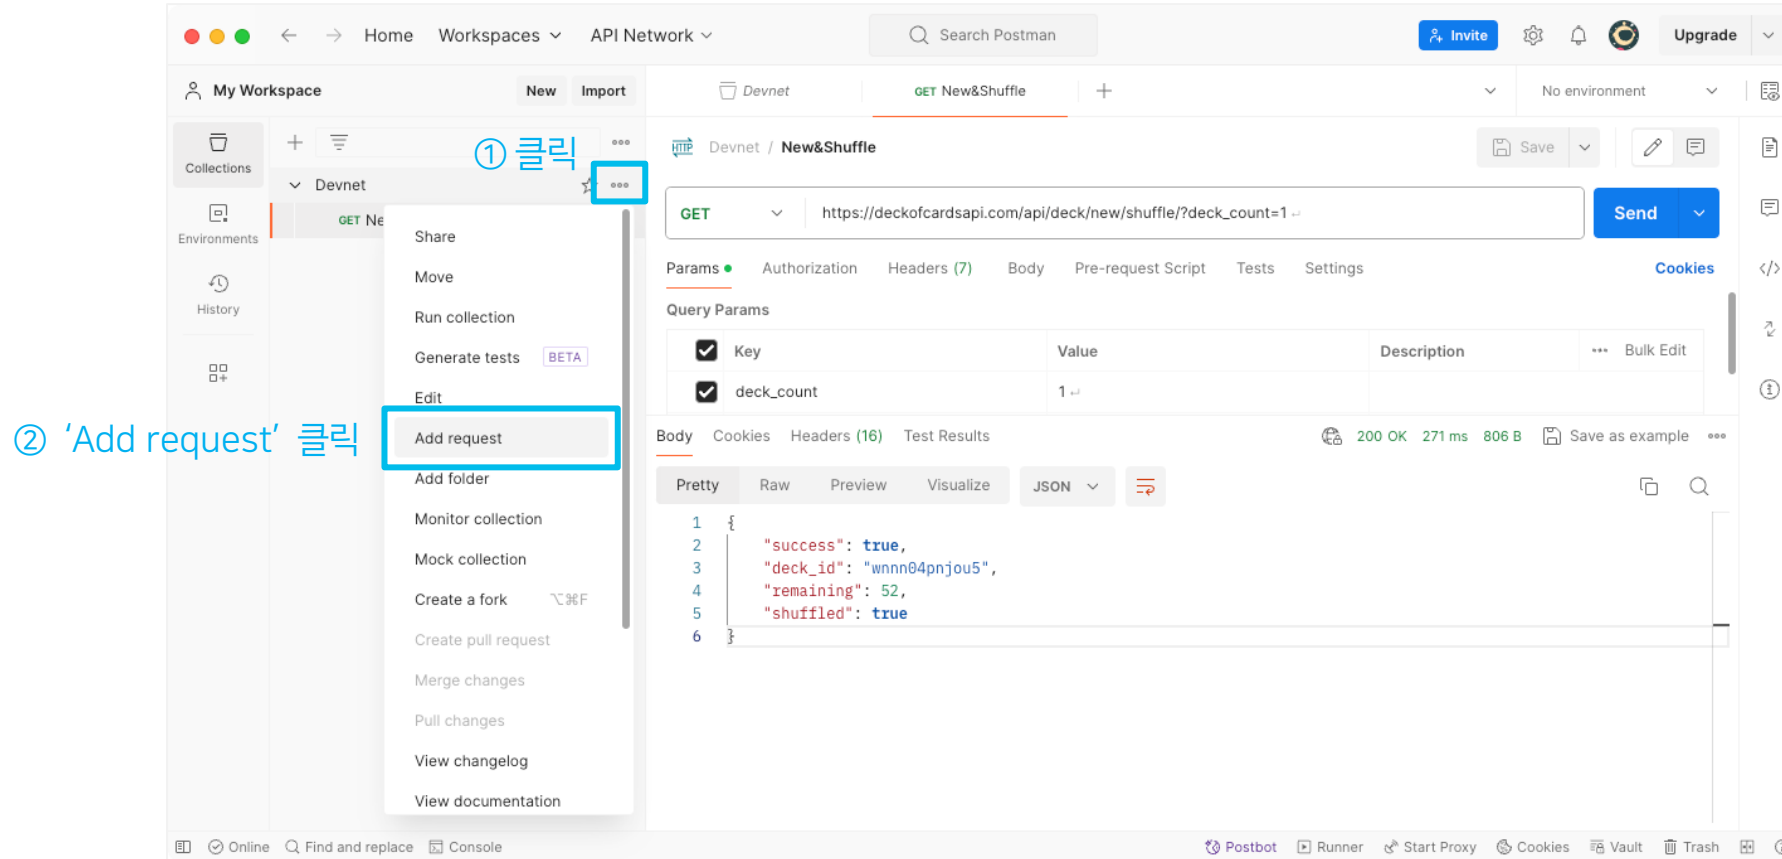 Home Workspaces API Network Search Postman Invite Upgrade
My Workspace New Import Devnet GET New&Shuffle No environment
① 클릭
Collections
HTTP Devnet / New&Shuffle Save
Devnet
GET Ne
GET https://deckofcardsapi.com/api/deck/new/shuffle/?deck_count=1 Send
Environments
History
Share
Move
Run collection
Generate tests BETA
Edit
② ‘Add request’ 클릭
Add request
Add folder
Monitor collection
Mock collection
Create a fork ⌥⌘F
Create pull request
Merge changes
Pull changes
View changelog
View documentation
Params Authorization Headers (7) Body Pre-request Script Tests Settings Cookies
Query Params
Key Value Description Bulk Edit
deck_count 1
Body Cookies Headers (16) Test Results 200 OK 271 ms 806 B Save as example
Pretty Raw Preview Visualize JSON
1 {
2 "success": true,
3 "deck_id": "wnnn04pnjou5",
4 "remaining": 52,
5 "shuffled": true
6 }
Online Find and replace Console Postbot Runner Start Proxy Cookies Vault Trash